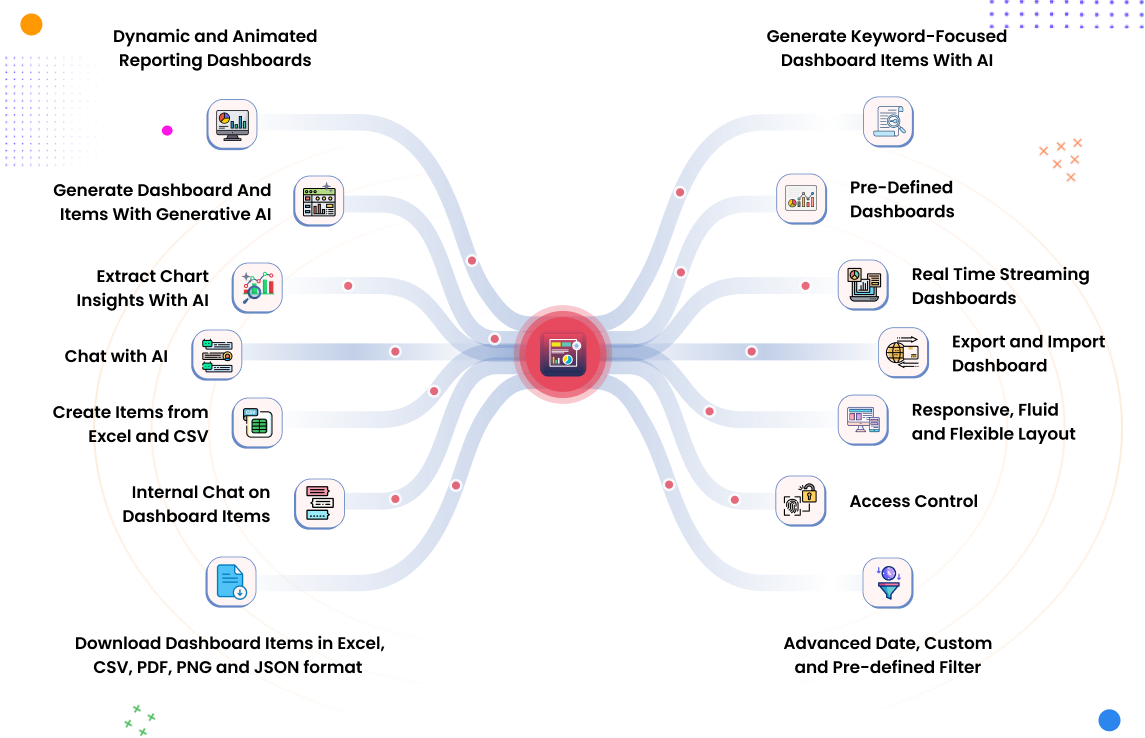 Dynamic and Animated
Reporting Dashboards
Generate Dashboard And
Items With Generative AI
Extract Chart
Insights With AI
Chat with AI
Create Items from
Excel and CSV
Internal Chat on
Dashboard Items
Download Dashboard Items in Excel,
CSV, PDF, PNG and JSON format
Generate Keyword-Focused
Dashboard Items With AI
Pre-Defined
Dashboards
Real Time Streaming
Dashboards
Export and Import
Dashboard
Responsive, Fluid
and Flexible Layout
Access Control
Advanced Date, Custom
and Pre-defined Filter